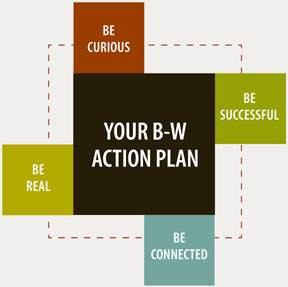 BE
CURIOUS
BE
SUCCESSFUL
YOUR B-W
ACTION PLAN
BE
REAL
BE
CONNECTED